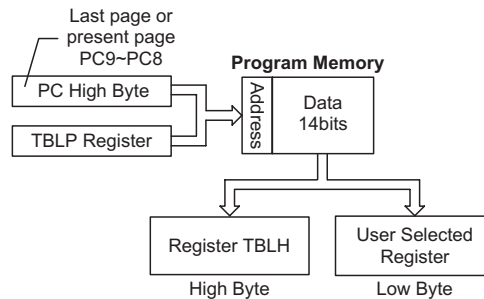 Last page or
present page
PC9~PC8
Program Memory
PC High Byte
TBLP Register
Address
Data
14bits
Register TBLH
User Selected
Register
High Byte
Low Byte